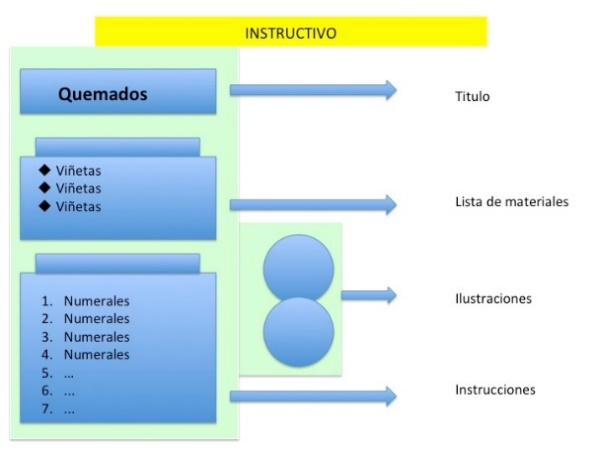 INSTRUCTIVO
Quemados
Titulo
◆ Viñetas
◆ Viñetas
◆ Viñetas
Lista de materiales
1. Numerales
2. Numerales
3. Numerales
4. Numerales
5. ...
6. ...
7. ...
Ilustraciones
Instrucciones